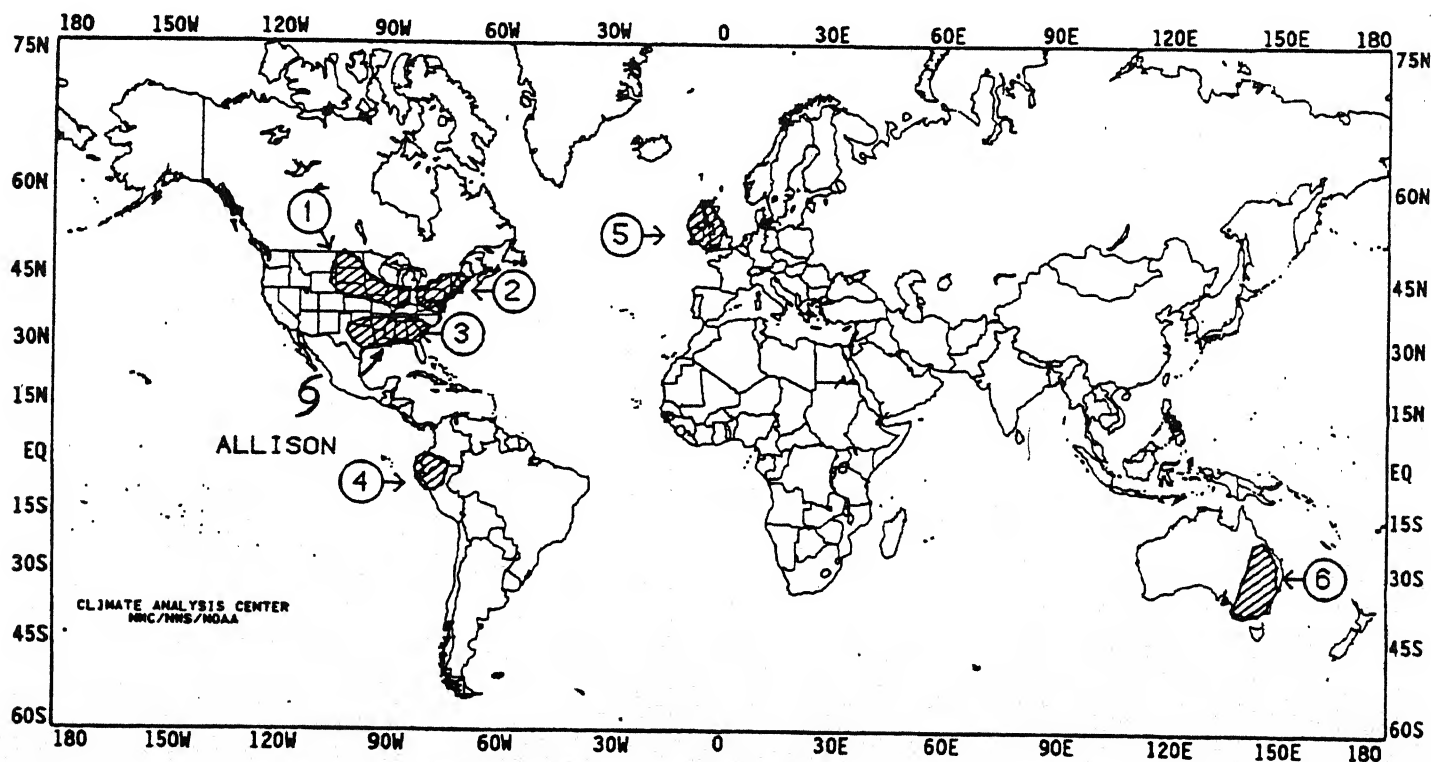 180 150W 120W 90W 60W 30W 0 30E 60E 90E 120E 150E 180
75N 75N
60N 60N
1
5
45N 45N
2
3
30N 30N
15N 15N
ALLISON
EQ EQ
4
15S 15S
30S 6 30S
CLIMATE ANALYSIS CENTER
NMC/NWS/NOAA
45S 45S
60S 60S
180 150W 120W 90W 60W 30W 0 30E 60E 90E 120E 150E 180